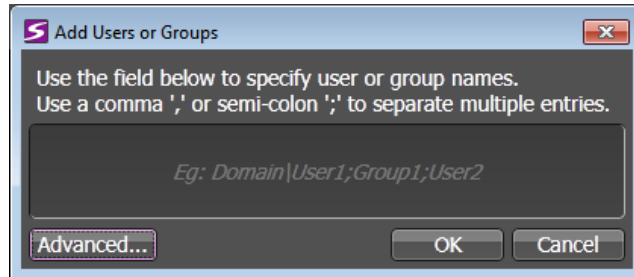 Add Users or Groups
Use the field below to specify user or group names.
Use a comma ',' or semi-colon ';' to separate multiple entries.
Eg: Domain\User1;Group1;User2
Advanced...
OK
Cancel